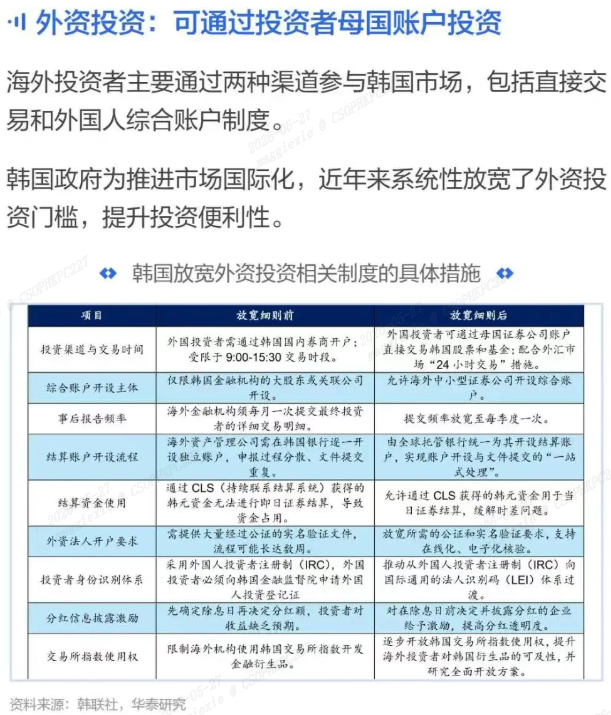 外资投资：可通过投资者母国账户投资
海外投资者主要通过两种渠道参与韩国市场，包括直接交
易和外国人综合账户制度。
韩国政府为推进市场国际化，近年来系统性放宽了外资投
资门槛，提升投资便利性。
韩国放宽外资投资相关制度的具体措施
项目 放宽细则前 放宽细则后
投资渠道与交易时间
外国投资者需通过韩国国内券商开户；
受限于 9:00-15:30 交易时段。
外国投资者可通过母国证券公司账户
直接交易韩国股票和基金；配合外汇市
场“24 小时交易”措施。
综合账户开设主体
仅限韩国金融机构的大股东或关联公司
开设。
允许海外中小型证券公司开设综合账
户。
事后报告频率
海外金融机构须每月一次提交最终投资
者的详细交易明细。
提交频率放宽至每季度一次。
结算账户开设流程
海外资产管理公司需在韩国银行逐一开
设独立账户，申报过程分散、文件提交
重复。
由全球托管银行统一为其开设结算账
户，实现账户开设与文件提交的“一站
式处理”。
结算资金使用
通过 CLS（持续联系结算系统）获得的
韩元资金无法进行即日证券结算，导致
资金占用。
允许通过 CLS 获得的韩元资金用于当
日证券结算，缓解时差问题。
外资法人开户要求
需提供大量经过公证的实名验证文件，
流程可能长达数周。
放宽所需的公证和实名验证要求，支持
在线化、电子化核验。
投资者身份识别体系
采用外国人投资者注册制（IRC），外国
投资者必须向韩国金融监督院申请外国
人投资登记证
推动从外国人投资者注册制（IRC）向
国际通用的法人识别码（LEI）体系过
渡。
分红信息披露激励
先确定除息日再决定分红额，投资者对
收益缺乏预期。
对在除息日前决定并披露分红的企业
给予激励，提高分红透明度。
交易所指数使用权
限制海外机构使用韩国交易所指数开发
金融衍生品。
逐步开放韩国交易所指数使用权，提升
海外投资者对韩国衍生品的可及性，并
研究全面开放方案。
资料来源：韩联社，华泰研究